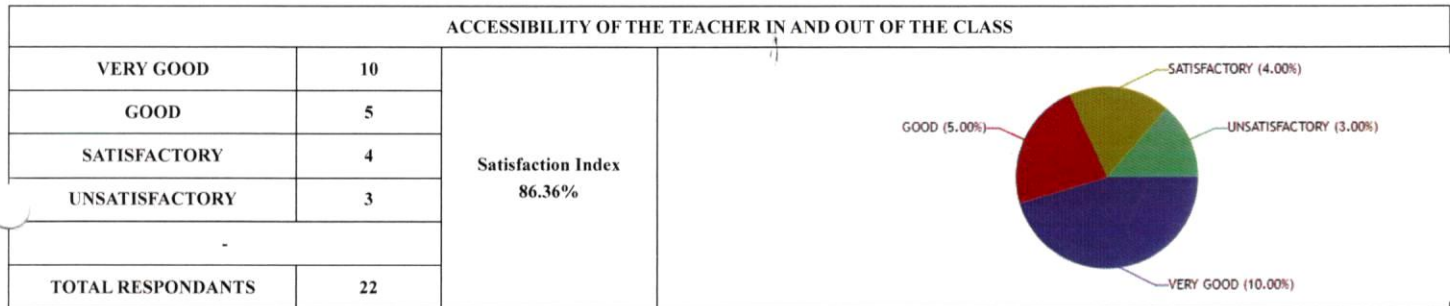 ACCESSIBILITY OF THE TEACHER IN AND OUT OF THE CLASS
VERY GOOD 10
GOOD 5
SATISFACTORY 4
UNSATISFACTORY 3
-
TOTAL RESPONDANTS 22
Satisfaction Index
86.36%
SATISFACTORY (4.00%)
GOOD (5.00%)
UNSATISFACTORY (3.00%)
VERY GOOD (10.00%)